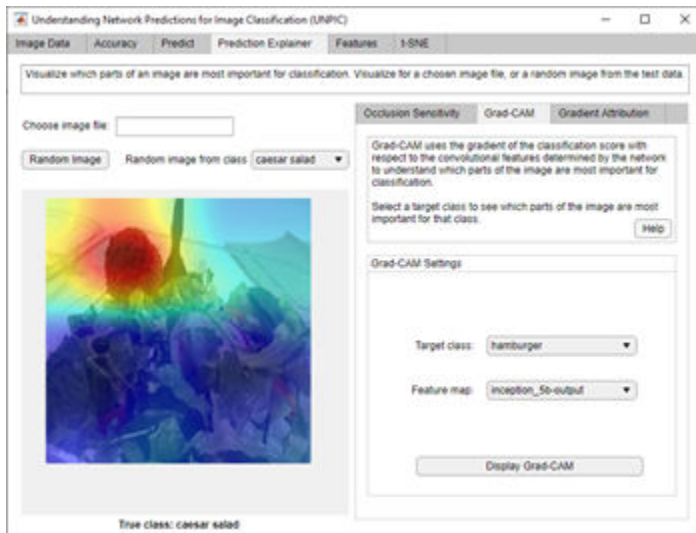 Understanding Network Predictions for Image Classification (UNPIC)
Image Data Accuracy Predict Prediction Explainer Features t-SNE
Visualize which parts of an image are most important for classification. Visualize for a chosen image file, or a random image from the test data.
Choose image file:
Random Image Random image from class caesar salad
True class: caesar salad
Occlusion Sensitivity Grad-CAM Gradient Attribution
Grad-CAM uses the gradient of the classification score with
respect to the convolutional features determined by the network
to understand which parts of the image are most important for
classification.
Select a target class to see which parts of the image are most
important for that class.
Help
Grad-CAM Settings
Target class: hamburger
Feature map: inception_5b-output
Display Grad-CAM